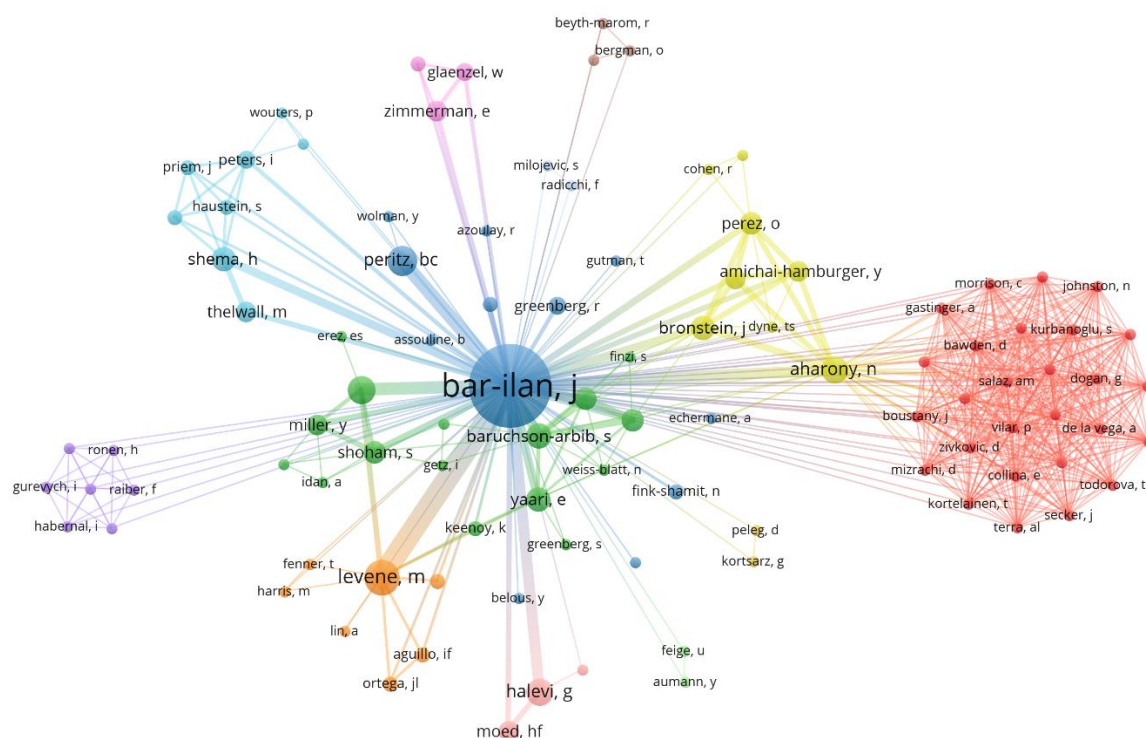 beyth-marom, r
bergman, o
glaenzel, w
zimmerman, e
wouters, p
priem, j
peters, i
milojevic, s
radicchi, f
cohen, r
haustein, s
wolman, y
azoulay, r
perez, o
shema, h
peritz, bc
gutman, t
amichai-hamburger, y
morrison, c
johnston, n
gastinger, a
thelwall, m
greenberg, r
bronstein, j
dyne, ts
kurbanoglu, s
bawden, d
erez, es
assouline, b
finzi, s
aharony, n
salaz, am
dogan, g
bar-ilan, j
echermane, a
boustany, j
vilar, p
de la vega, a
miller, y
baruchson-arbib, s
zivkovic, d
ronen, h
shoham, s
getz, i
weiss-blatt, n
mizrachi, d
collina, e
todorova, t
gurevych, i
raiber, f
idan, a
yaari, e
fink-shamit, n
kortelainen, t
secker, j
habernal, i
keenoy, k
greenberg, s
peleg, d
terra, al
kortsarz, g
fenner, t
levene, m
harris, m
belous, y
lin, a
aguillo, if
feige, u
ortega, jl
halevi, g
aumann, y
moed, hf